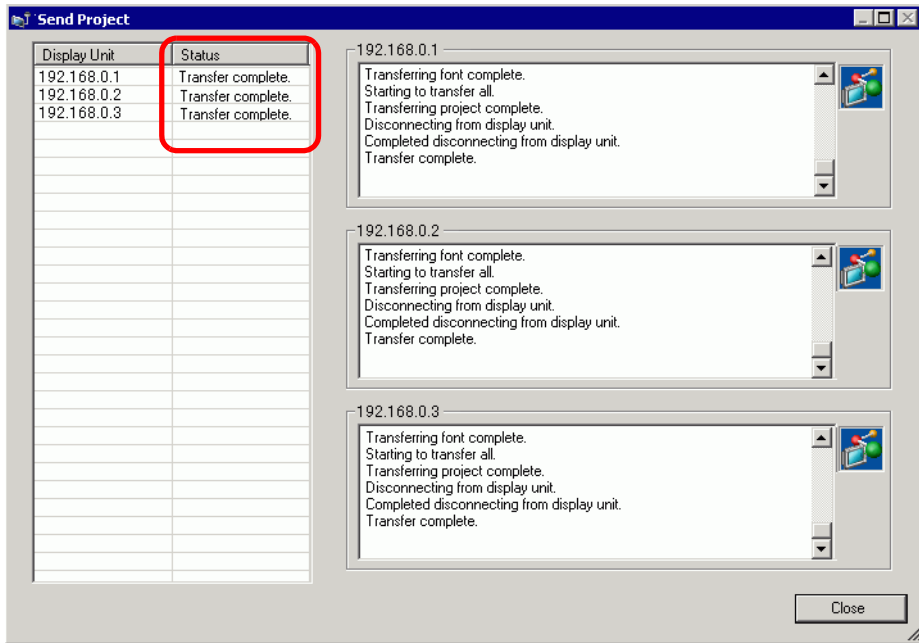 Send Project
Display Unit Status
192.168.0.1 Transfer complete.
192.168.0.2 Transfer complete.
192.168.0.3 Transfer complete.
192.168.0.1
Transferring font complete.
Starting to transfer all.
Transferring project complete.
Disconnecting from display unit.
Completed disconnecting from display unit.
Transfer complete.
192.168.0.2
Transferring font complete.
Starting to transfer all.
Transferring project complete.
Disconnecting from display unit.
Completed disconnecting from display unit.
Transfer complete.
192.168.0.3
Transferring font complete.
Starting to transfer all.
Transferring project complete.
Disconnecting from display unit.
Completed disconnecting from display unit.
Transfer complete.
Close